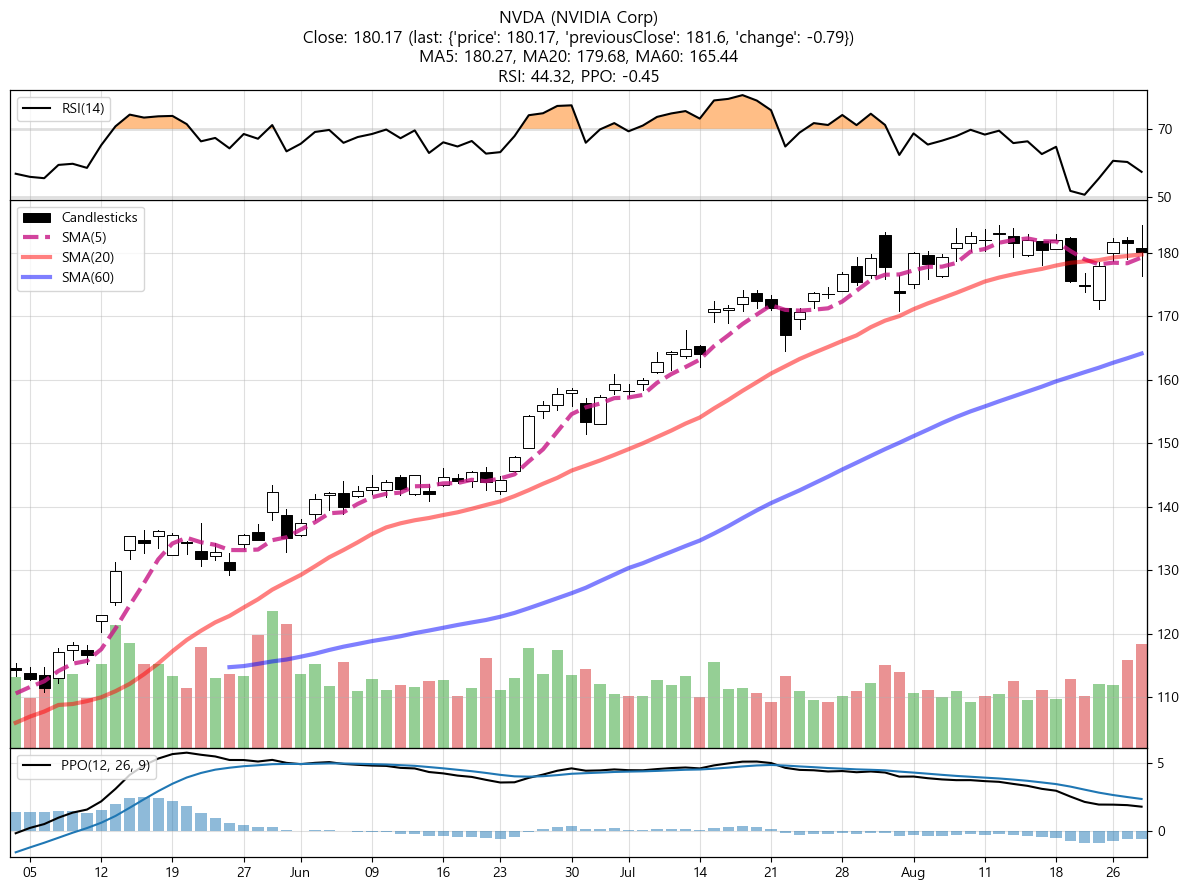 NVDA (NVIDIA Corp)
Close: 180.17 (last: {'price': 180.17, 'previousClose': 181.6, 'change': -0.79})
MA5: 180.27, MA20: 179.68, MA60: 165.44
RSI: 44.32, PPO: -0.45
RSI(14)
70
50
Candlesticks
SMA(5)
SMA(20)
SMA(60)
180
170
160
150
140
130
120
110
PPO(12, 26, 9)
5
0
05 12 19 27 Jun 09 16 23 30 Jul 14 21 28 Aug 11 18 26